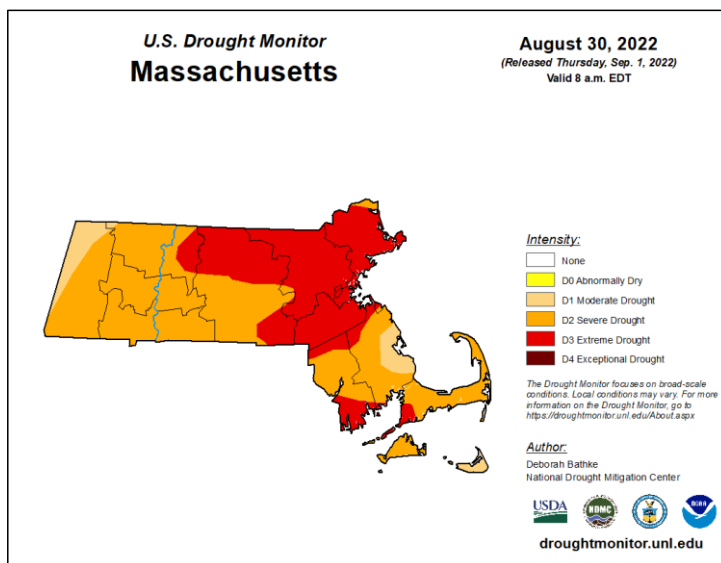 U.S. Drought Monitor
Massachusetts
August 30, 2022
(Released Thursday, Sep. 1, 2022)
Valid 8 a.m. EDT
Intensity:
None
D0 Abnormally Dry
D1 Moderate Drought
D2 Severe Drought
D3 Extreme Drought
D4 Exceptional Drought
The Drought Monitor focuses on broad-scale
conditions. Local conditions may vary. For more
information on the Drought Monitor, go to
https://droughtmonitor.unl.edu/About.aspx
Author:
Deborah Bathke
National Drought Mitigation Center
USDA
NDMC
NOAA
droughtmonitor.unl.edu